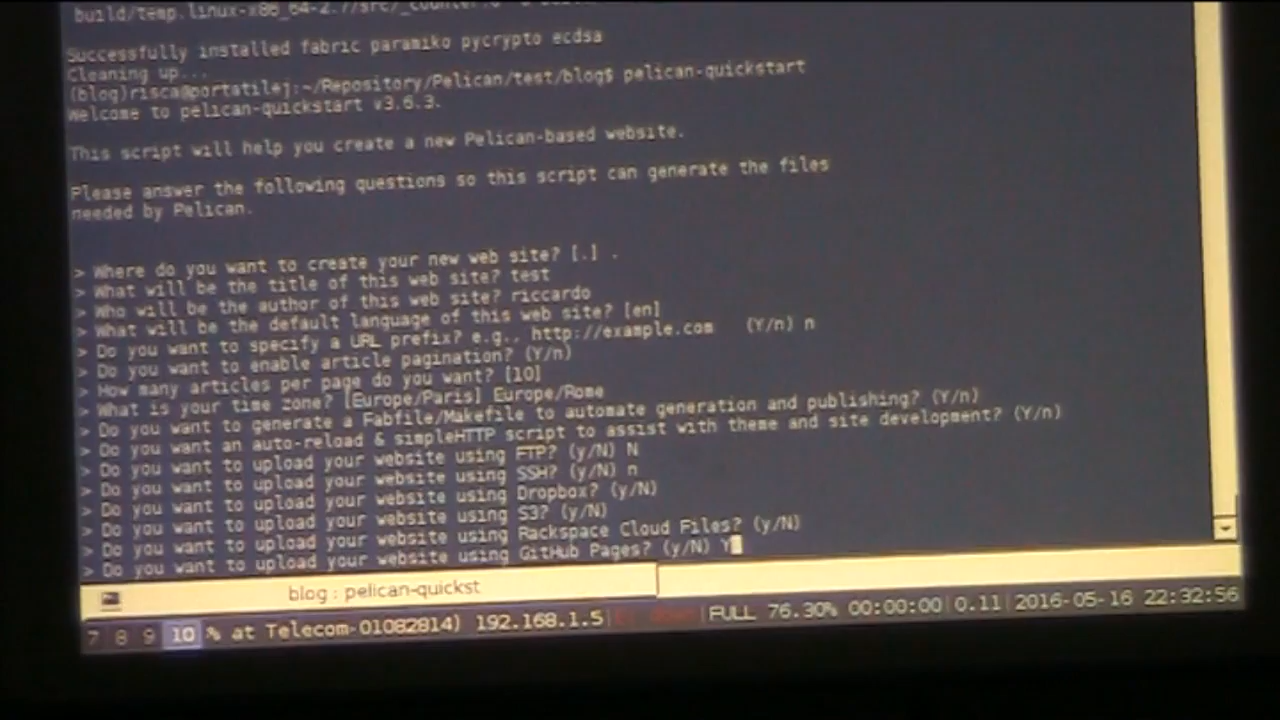 build/temp.linux-x86_64-2.7/src/_counter.o
Successfully installed fabric paramiko pycrypto ecdsa
Cleaning up...
(blog)risca@portatilej:~/Repository/Pelican/test/blog$ pelican-quickstart
Welcome to pelican-quickstart v3.6.3.
This script will help you create a new Pelican-based website.
Please answer the following questions so this script can generate the files
needed by Pelican.
> Where do you want to create your new web site? [.] .
> What will be the title of this web site? test
> Who will be the author of this web site? riccardo
> What will be the default language of this web site? [en]
> Do you want to specify a URL prefix? e.g., http://example.com (Y/n) n
> Do you want to enable article pagination? (Y/n)
> How many articles per page do you want? [10]
> What is your time zone? [Europe/Paris] Europe/Rome
> Do you want to generate a Fabfile/Makefile to automate generation and publishing? (Y/n)
> Do you want an auto-reload & simpleHTTP script to assist with theme and site development? (Y/n)
> Do you want to upload your website using FTP? (y/N) N
> Do you want to upload your website using SSH? (y/N) n
> Do you want to upload your website using Dropbox? (y/N)
> Do you want to upload your website using S3? (y/N)
> Do you want to upload your website using Rackspace Cloud Files? (y/N)
> Do you want to upload your website using GitHub Pages? (y/N) Y
blog : pelican-quickst
7 8 9 10 % at Telecom-01082814) 192.168.1.5 | E: down | FULL 76.30% 00:00:00 | 0.11 | 2016-05-16 22:32:56